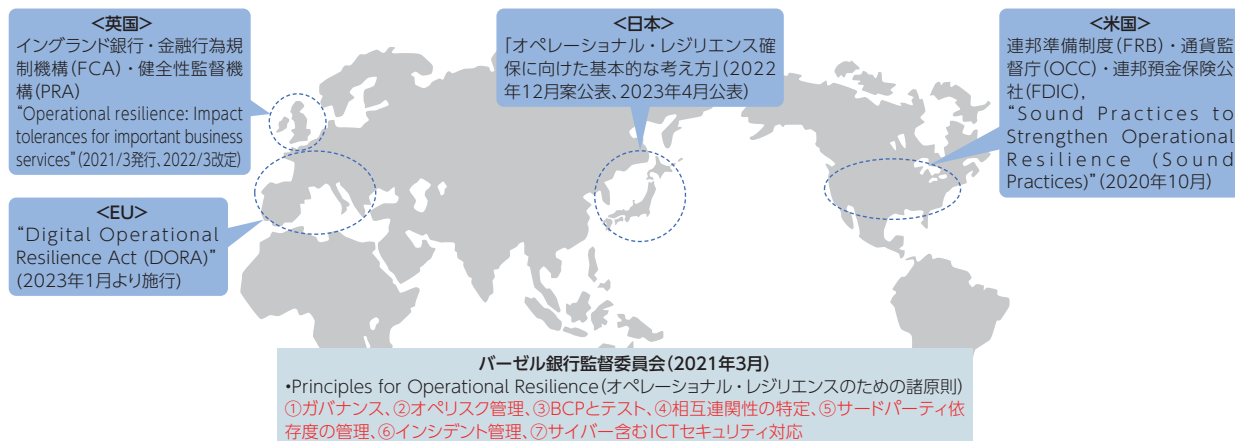 <英国>
イングランド銀行・金融行為規
制機構(FCA)・健全性監督機
構(PRA)
“Operational resilience: Impact
tolerances for important business
services”(2021/3発行、2022/3改定)
<EU>
“Digital Operational
Resilience Act (DORA)”
(2023年1月より施行)
<日本>
「オペレーショナル・レジリエンス確
保に向けた基本的な考え方」(2022
年12月案公表、2023年4月公表)
<米国>
連邦準備制度(FRB)・通貨監
督庁(OCC)・連邦預金保険公
社(FDIC),
“Sound Practices to
Strengthen Operational
Resilience (Sound
Practices)”(2020年10月)
バーゼル銀行監督委員会(2021年3月)
•Principles for Operational Resilience(オペレーショナル・レジリエンスのための諸原則)
①ガバナンス、②オペリスク管理、③BCPとテスト、④相互連関性の特定、⑤サードパーティ依
存度の管理、⑥インシデント管理、⑦サイバー含むICTセキュリティ対応